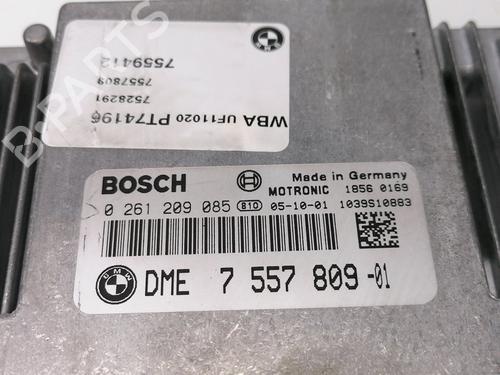 7559412
7557809
7528291
WBA UF11020 PT74196
BOSCH
Made in Germany
MOTRONIC 1856 0169
0 261 209 085 810 05-10-01 1039S10883
BMW DME 7 557 809 -01